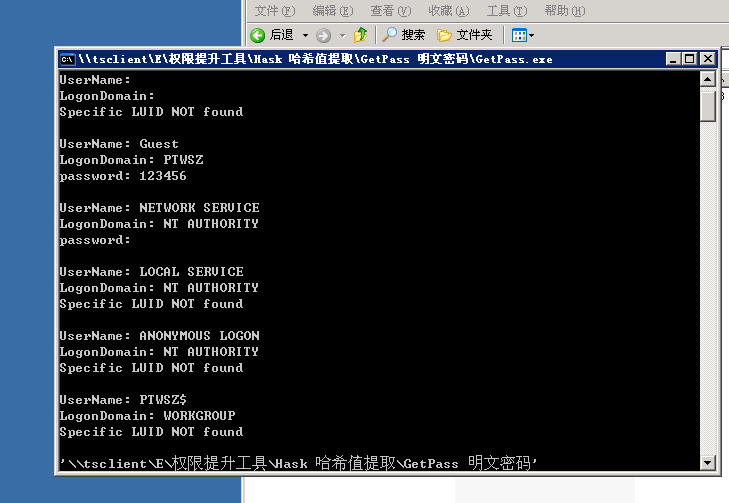 文件(F) 编辑(E) 查看(V) 收藏(A) 工具(T) 帮助(H)
后退 搜索 文件夹
\\tsclient\E\权限提升工具\Hask 哈希值提取\GetPass 明文密码\GetPass.exe
UserName:
LogonDomain:
Specific LUID NOT found
UserName: Guest
LogonDomain: PTWSZ
password: 123456
UserName: NETWORK SERVICE
LogonDomain: NT AUTHORITY
password:
UserName: LOCAL SERVICE
LogonDomain: NT AUTHORITY
Specific LUID NOT found
UserName: ANONYMOUS LOGON
LogonDomain: NT AUTHORITY
Specific LUID NOT found
UserName: PTWSZ$
LogonDomain: WORKGROUP
Specific LUID NOT found
'\\tsclient\E\权限提升工具\Hask 哈希值提取\GetPass 明文密码'